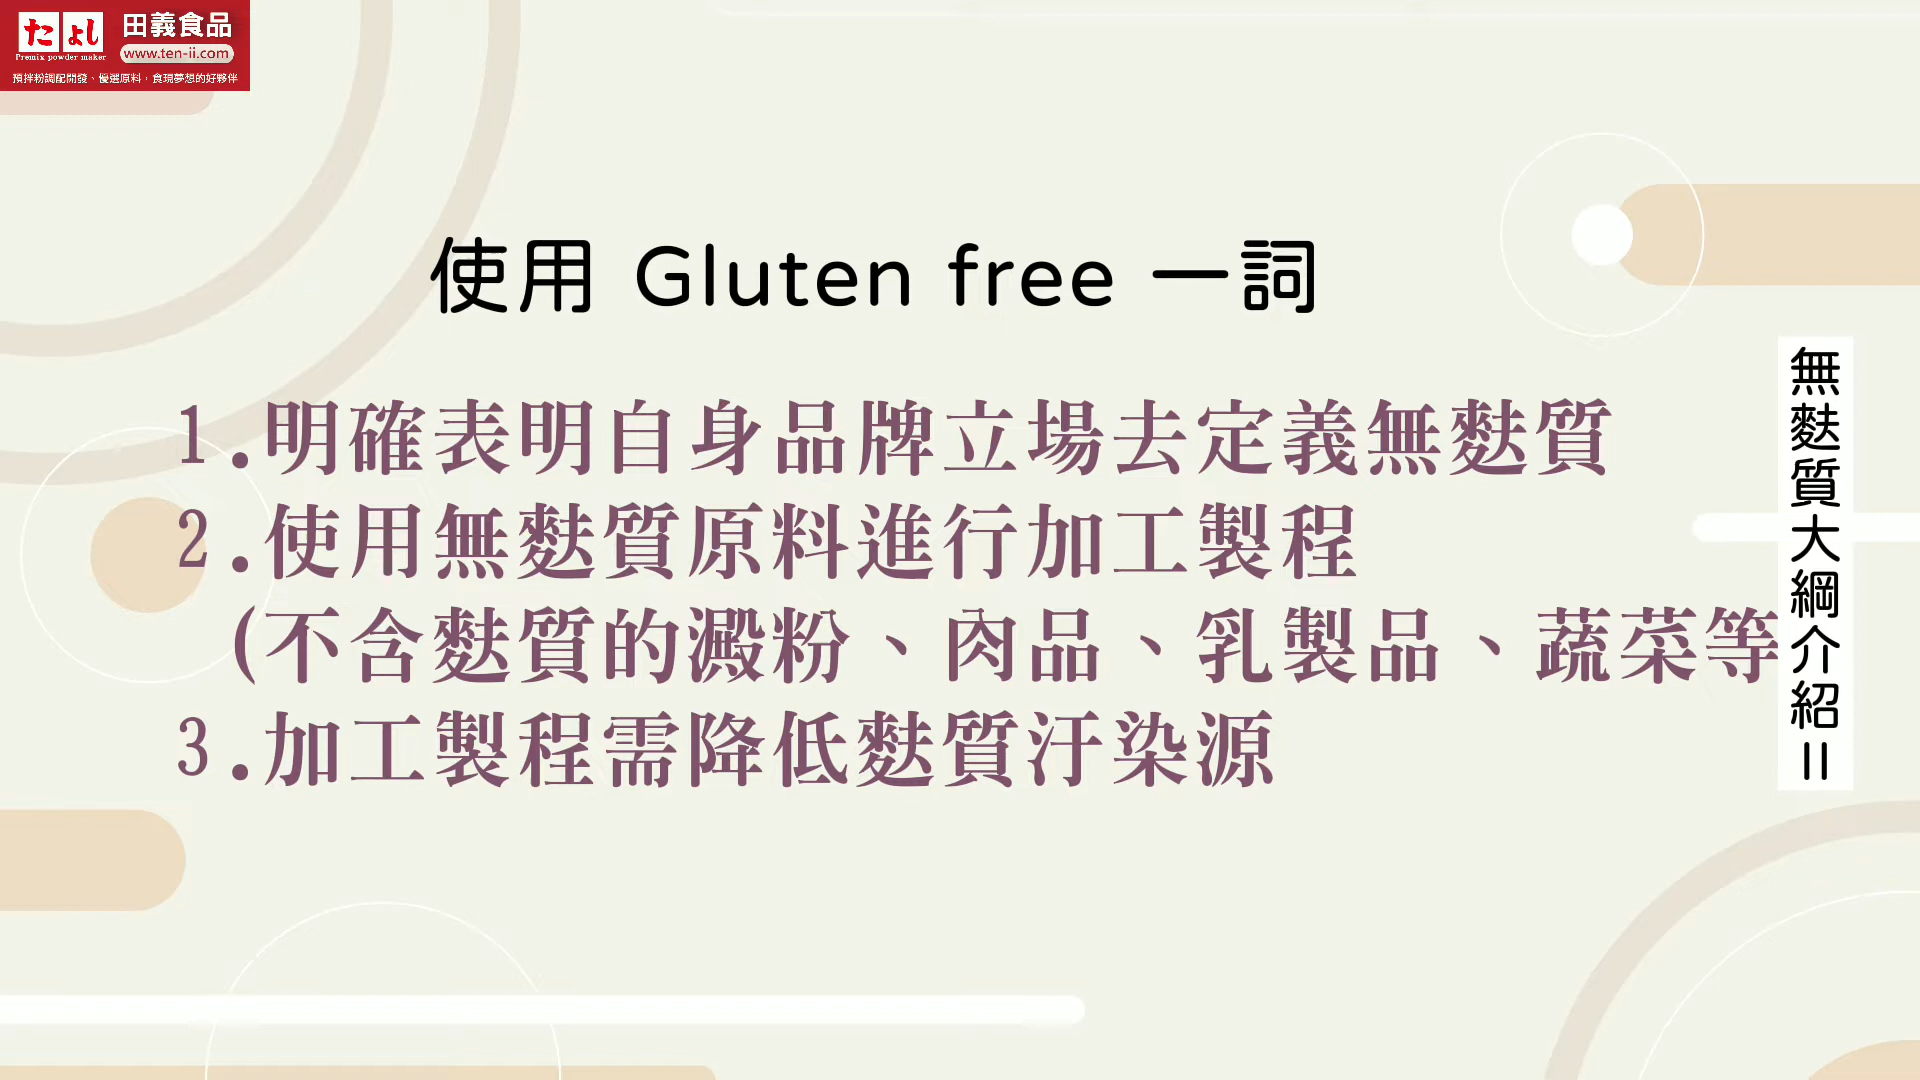 たよし
Premix powder maker
田義食品
www.ten-ii.com
預拌粉調配開發、優選原料，食現夢想的好夥伴
使用 Gluten free 一詞
1.明確表明自身品牌立場去定義無麩質
2.使用無麩質原料進行加工製程
(不含麩質的澱粉、肉品、乳製品、蔬菜等
3.加工製程需降低麩質汙染源
無麩質大綱介紹=